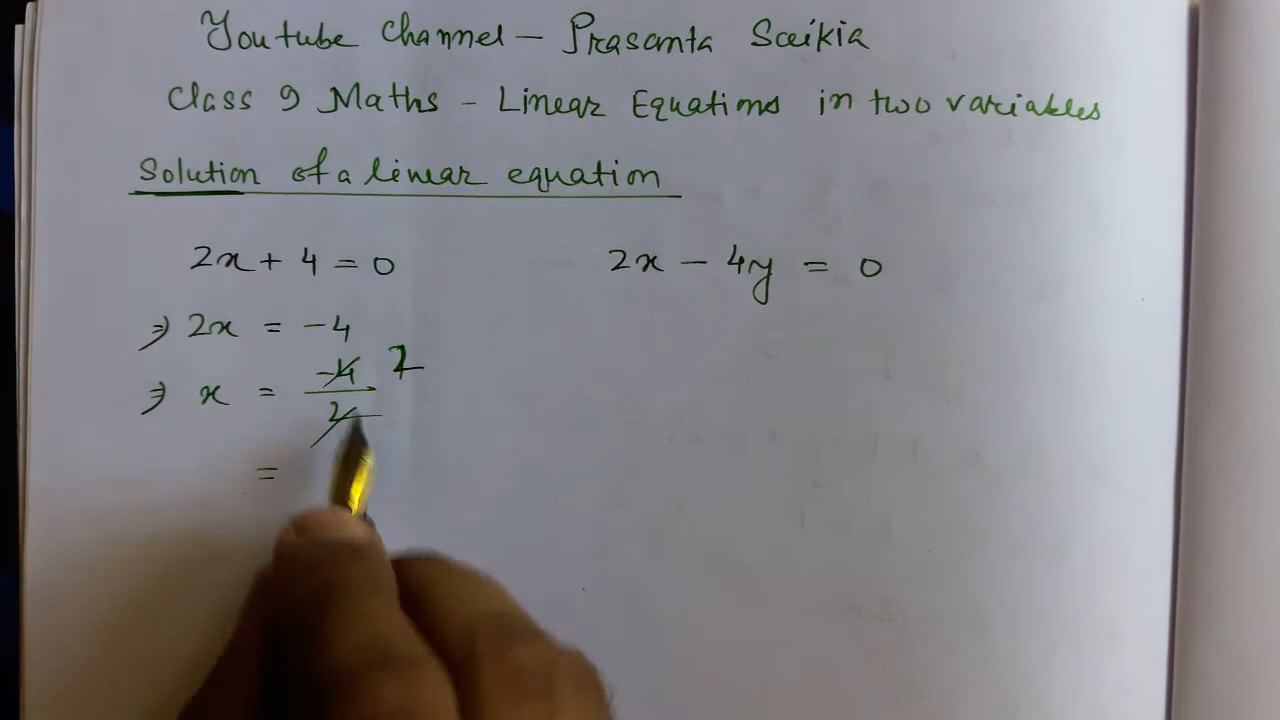 Youtube Channel - Prasanta Saikia
Class 9 Maths - Linear Equations in two variables
Solution of a linear equation
2x + 4 = 0
⇒ 2x = -4
⇒ x = -4/2 2
=
2x - 4y = 0